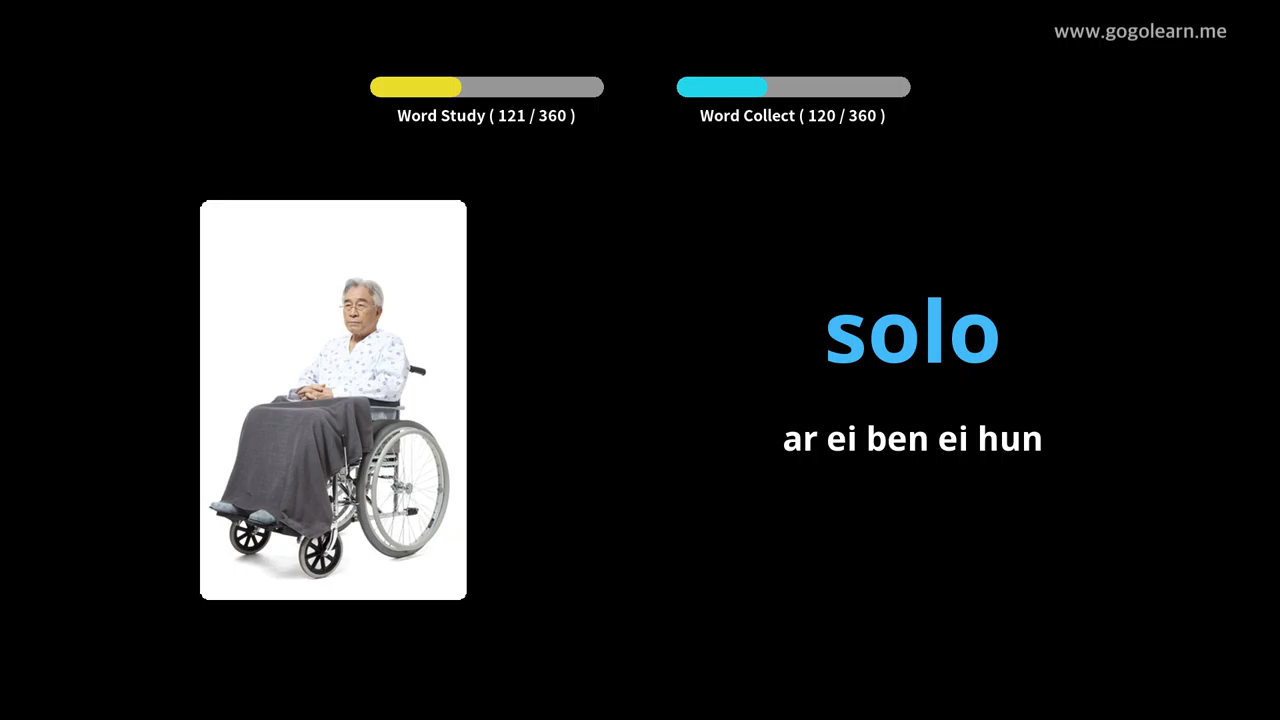 www.gogolearn.me
Word Study ( 121 / 360 )
Word Collect ( 120 / 360 )
solo
ar ei ben ei hun